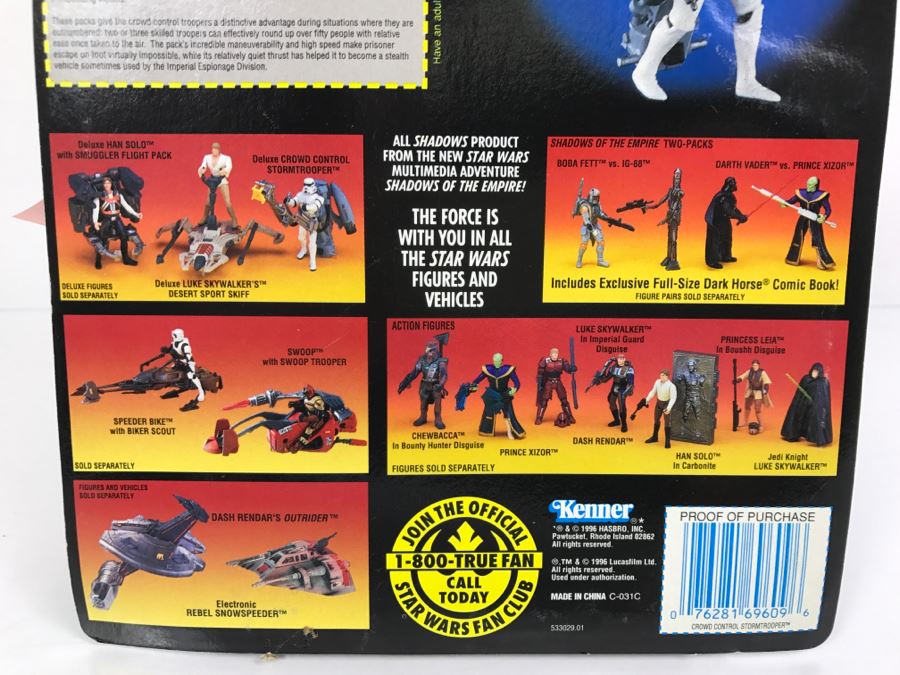 These packs give the crowd control troopers a distinctive advantage during situations where they are
outnumbered: two or three skilled troopers can effectively round up over fifty people with relative
ease once taken to the air. The pack's incredible maneuverability and high speed make prisoner
escape on foot virtually impossible, while its relatively quiet thrust has helped it to become a stealth
vehicle sometimes used by the Imperial Espionage Division.
Have an adul
Deluxe HAN SOLO™
with SMUGGLER FLIGHT PACK
Deluxe CROWD CONTROL
STORMTROOPER™
DELUXE FIGURES
SOLD SEPARATELY
Deluxe LUKE SKYWALKER'S™
DESERT SPORT SKIFF
ALL SHADOWS PRODUCT
FROM THE NEW STAR WARS
MULTIMEDIA ADVENTURE
SHADOWS OF THE EMPIRE!
THE FORCE IS
WITH YOU IN ALL
THE STAR WARS
FIGURES AND
VEHICLES
SHADOWS OF THE EMPIRE TWO-PACKS
BOBA FETT™ vs. IG-88™
DARTH VADER™ vs. PRINCE XIZOR™
Includes Exclusive Full-Size Dark Horse® Comic Book!
FIGURE PAIRS SOLD SEPARATELY
SWOOP™
with SWOOP TROOPER
SPEEDER BIKE™
with BIKER SCOUT
SOLD SEPARATELY
ACTION FIGURES
LUKE SKYWALKER™
In Imperial Guard
Disguise
PRINCESS LEIA™
In Boushh Disguise
CHEWBACCA™
In Bounty Hunter Disguise
PRINCE XIZOR™
DASH RENDAR™
HAN SOLO™
In Carbonite
Jedi Knight
LUKE SKYWALKER™
FIGURES SOLD SEPARATELY
FIGURES AND VEHICLES
SOLD SEPARATELY
DASH RENDAR'S OUTRIDER™
Electronic
REBEL SNOWSPEEDER™
JOIN THE OFFICIAL
1-800-TRUE FAN
CALL
TODAY
STAR WARS FAN CLUB
Kenner®*
*® & © 1996 HASBRO, INC.
Pawtucket, Rhode Island 02862
All rights reserved.
®,TM & © 1996 Lucasfilm Ltd.
All rights reserved.
Used under authorization.
MADE IN CHINA C-031C
533029.01
PROOF OF PURCHASE
0 76281 69609 6
CROWD CONTROL STORMTROOPER™